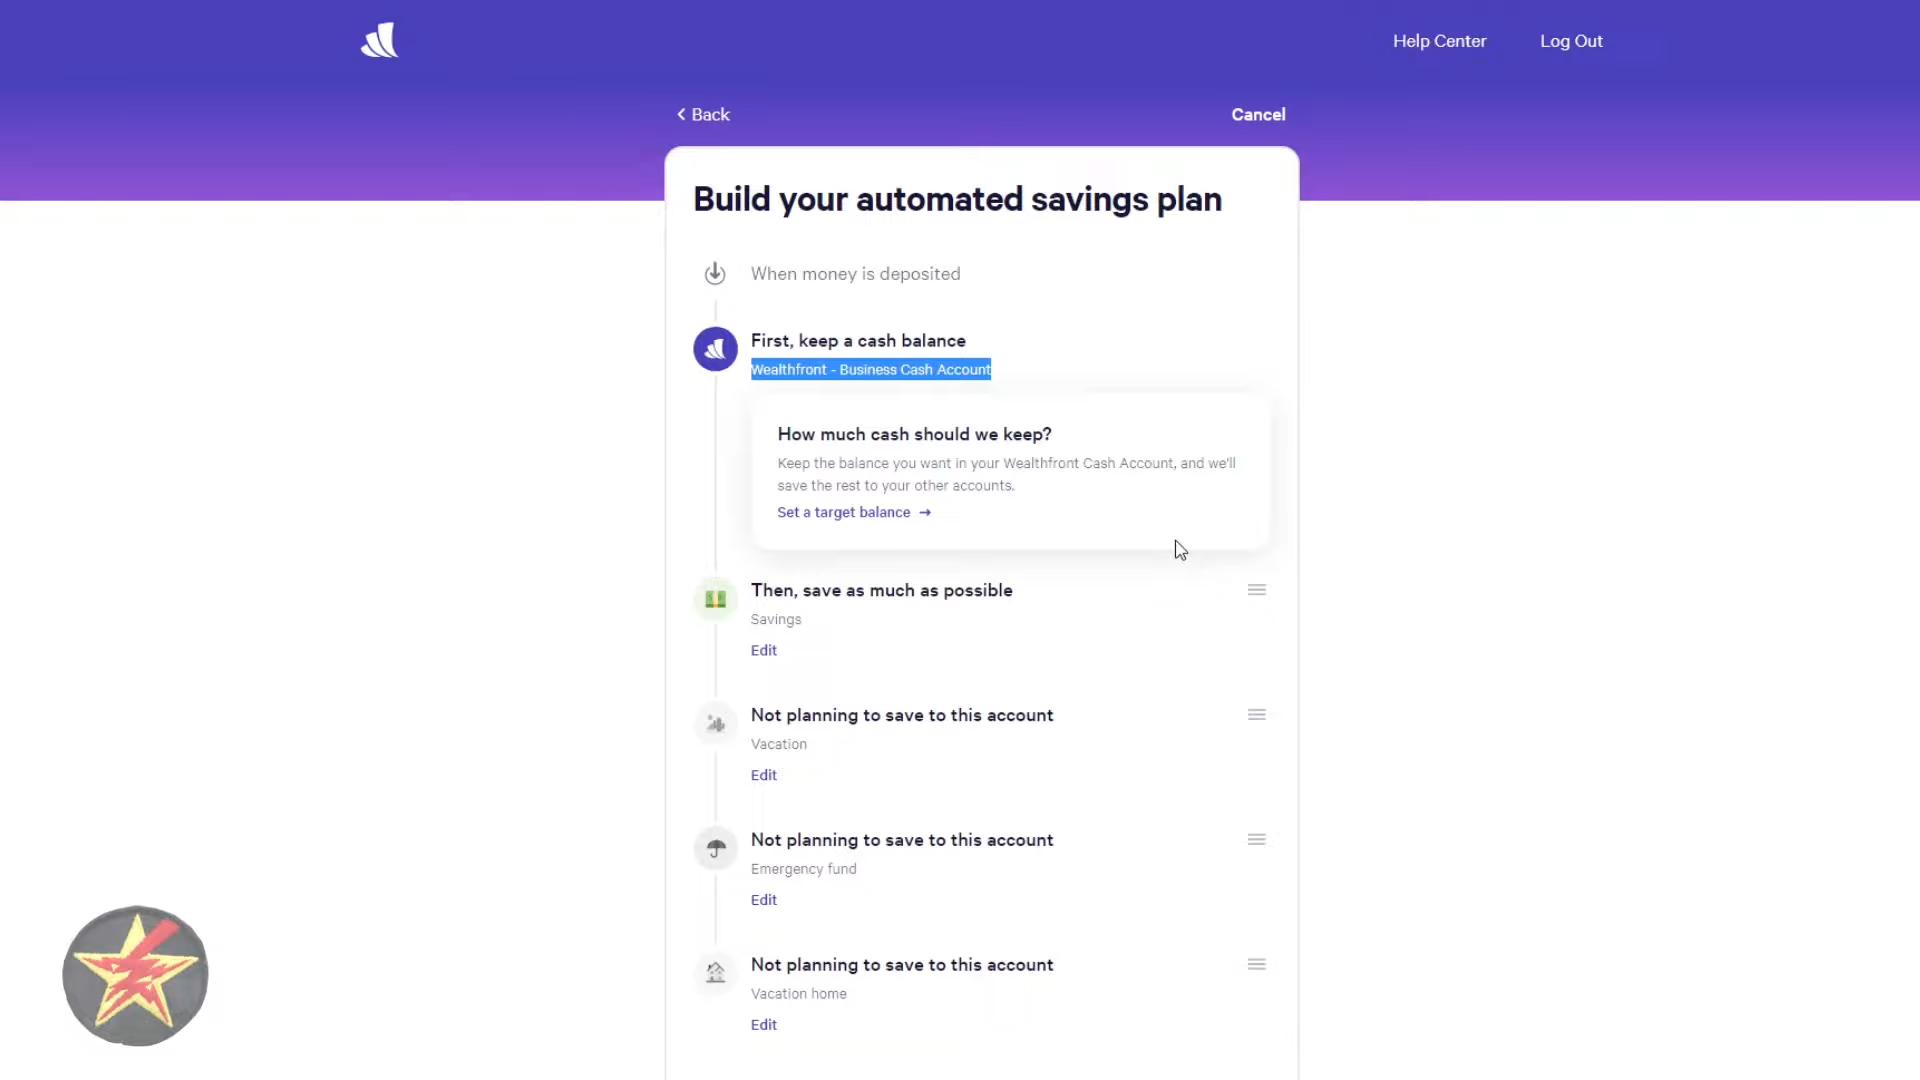 Help Center
Log Out
Back
Cancel
Build your automated savings plan
When money is deposited
First, keep a cash balance
Wealthfront - Business Cash Account
How much cash should we keep?
Keep the balance you want in your Wealthfront Cash Account, and we'll
save the rest to your other accounts.
Set a target balance →
Then, save as much as possible
Savings
Edit
Not planning to save to this account
Vacation
Edit
Not planning to save to this account
Emergency fund
Edit
Not planning to save to this account
Vacation home
Edit